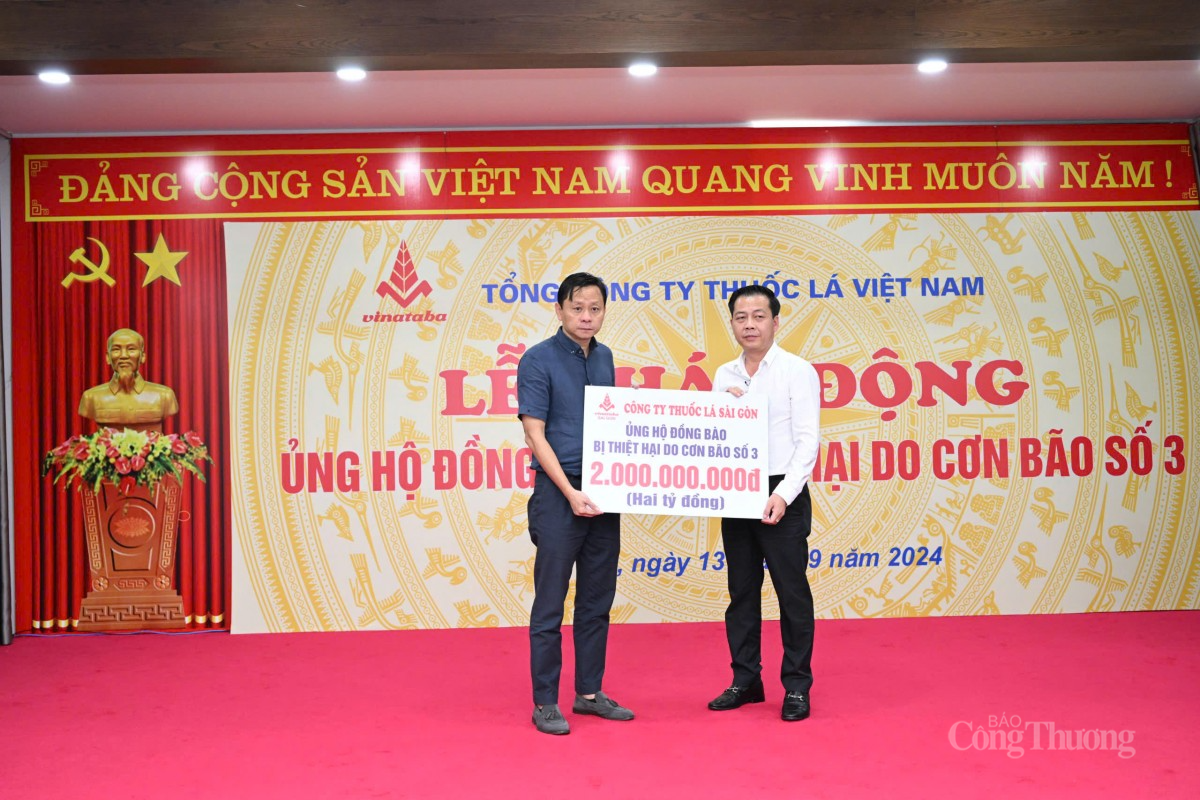 ĐẢNG CỘNG SẢN VIỆT NAM QUANG VINH MUÔN NĂM !
vinataba
TỔNG CÔNG TY THUỐC LÁ VIỆT NAM
LỄ ĐỘNG
ỦNG HỘ ĐỒNG HẠI DO CƠN BÃO SỐ 3
, ngày 13 9 năm 2024
CÔNG TY THUỐC LÁ SÀI GÒN
ỦNG HỘ ĐỒNG BÀO
BỊ THIỆT HẠI DO CƠN BÃO SỐ 3
2.000.000.000đ
(Hai tỷ đồng)
BÁO
Công Thương